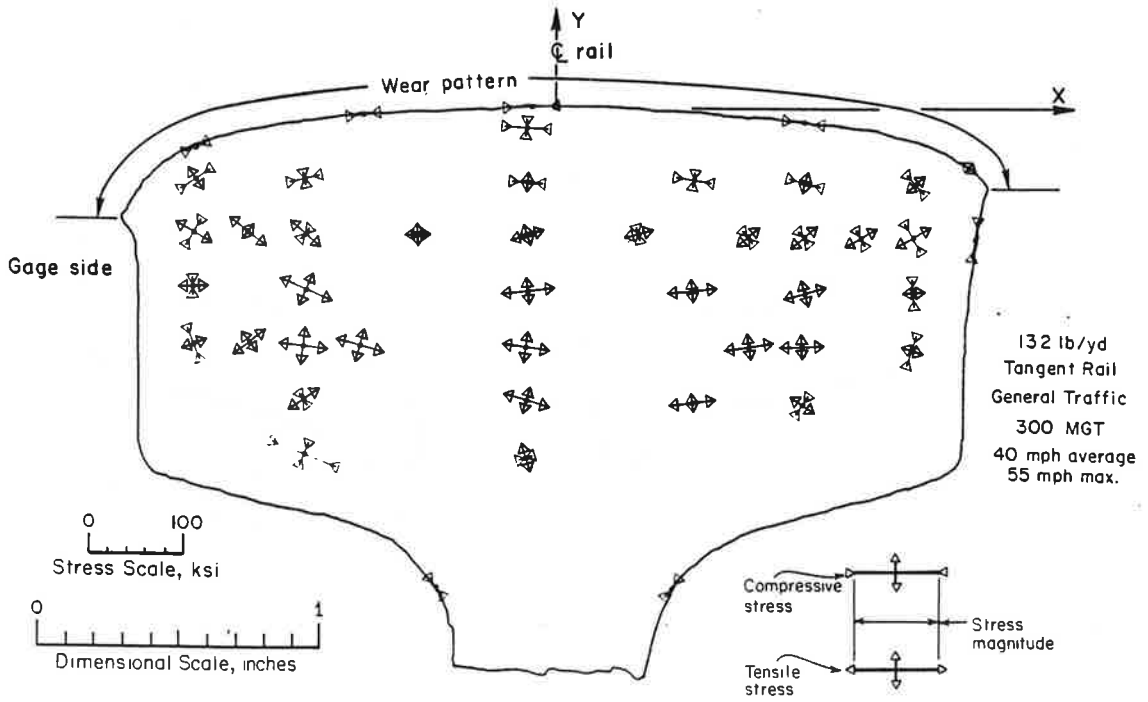 Y
℄ rail
Wear pattern
X
Gage side
132 lb/yd
Tangent Rail
General Traffic
300 MGT
40 mph average
55 mph max.
0 100
Stress Scale, ksi
0 1
Dimensional Scale, inches
Compressive
stress
Stress
magnitude
Tensile
stress